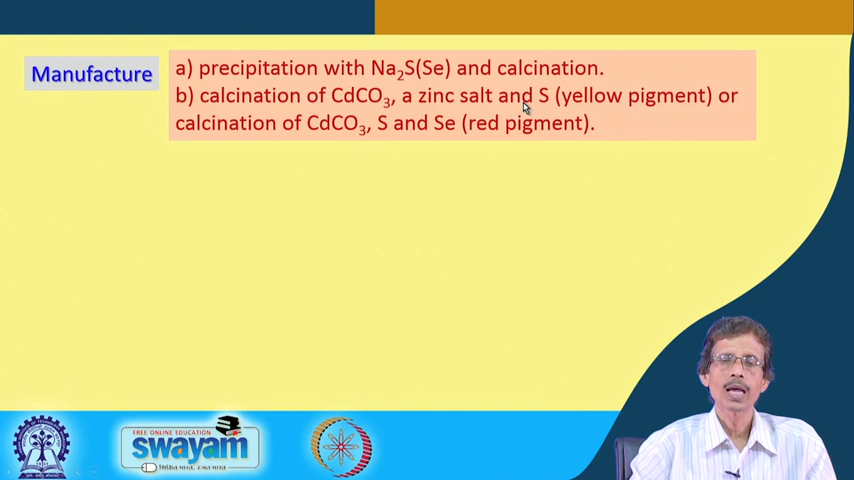 Manufacture
a) precipitation with Na₂S(Se) and calcination.
b) calcination of CdCO₃, a zinc salt and S (yellow pigment) or
calcination of CdCO₃, S and Se (red pigment).
FREE ONLINE EDUCATION
swayam